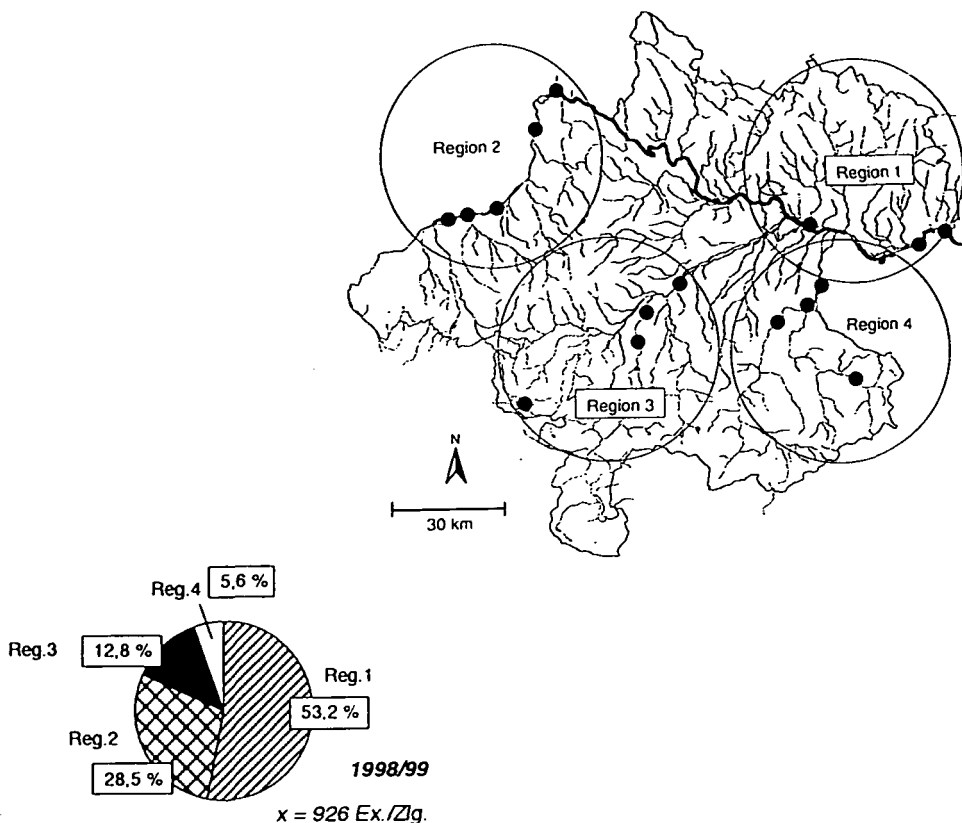 Region 2
Region 1
Region 4
Region 3
N
30 km
5,6 %
Reg.4
Reg.3
12,8 %
Reg.1
53,2 %
Reg.2
28,5 %
1998/99
x = 926 Ex./Zlg.